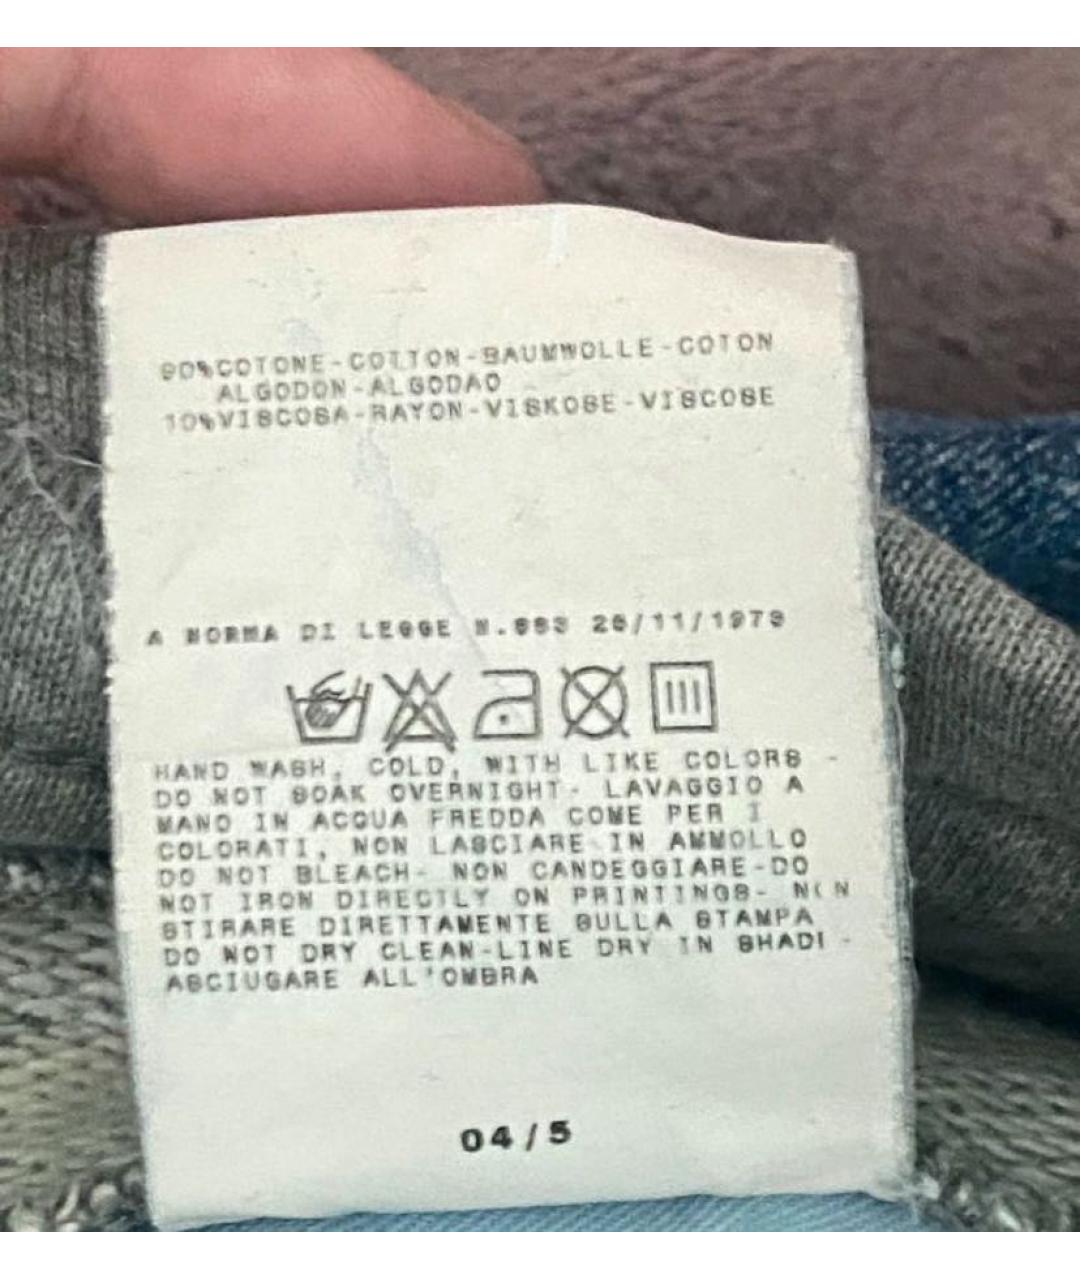 90%COTONE-COTTON-BAUMWOLLE-COTON
ALGODON-ALGODAO
10%VISCOSA-RAYON-VISKOSE-VISCOSE
A NORMA DI LEGGE N.883 26/11/1973
HAND WASH, COLD, WITH LIKE COLORS -
DO NOT SOAK OVERNIGHT- LAVAGGIO A
MANO IN ACQUA FREDDA COME PER I
COLORATI, NON LASCIARE IN AMMOLLO
DO NOT BLEACH- NON CANDEGGIARE-DO
NOT IRON DIRECTLY ON PRINTINGS- NON
STIRARE DIRETTAMENTE SULLA STAMPA
DO NOT DRY CLEAN-LINE DRY IN SHADE -
ASCIUGARE ALL'OMBRA
04/5